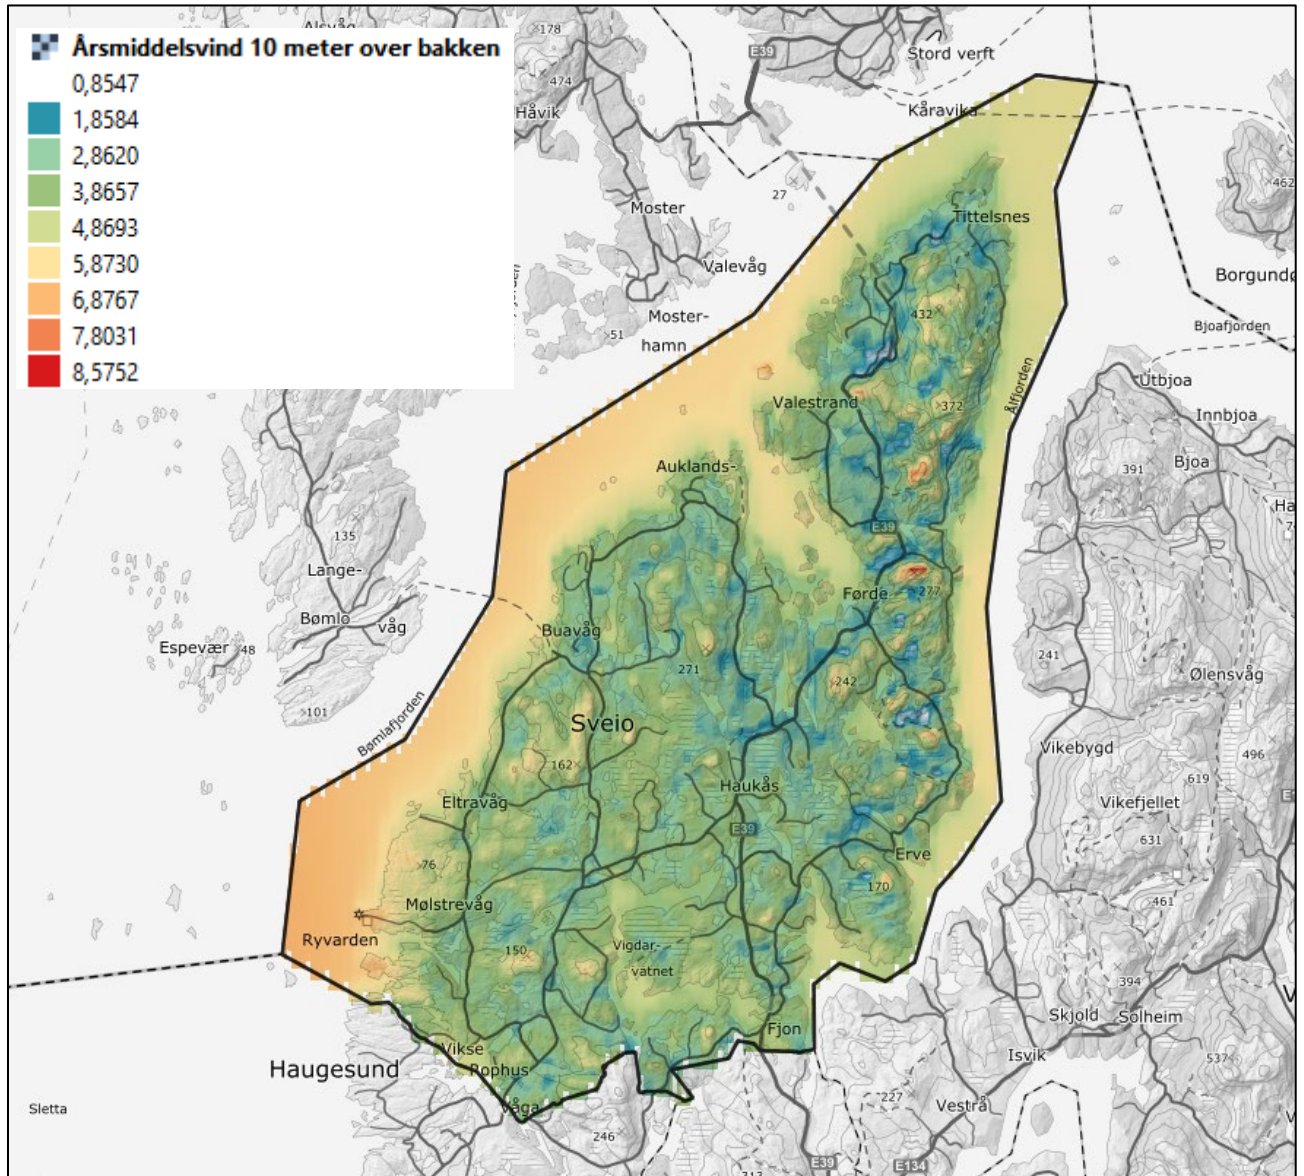 Årsmiddelsvind 10 meter over bakken
0,8547
1,8584
2,8620
3,8657
4,8693
5,8730
6,8767
7,8031
8,5752
178
E39
Stord verft
474
Håvik
Kåravika
462
27
Moster
Tittelsnes
Valevåg
Borgundø
Moster-
hamn
51
432
Bjoafjorden
Ålfjorden
Utbjoa
Valestrand
372
Innbjoa
Auklands-
391
Bjoa
Ha
135
E39
Lange-
Førde
277
Bømlo
våg
Buavåg
Espevær
48
271
242
241
Ølensvåg
101
Bømlafjorden
Sveio
Vikebygd
496
162
619
Haukås
Eltravåg
Vikefjellet
E39
631
Erve
76
170
Mølstrevåg
461
Ryvarden
150
Vigdar-
vatnet
394
Skjold
Solheim
Fjon
Vikse
Isvik
537
Haugesund
Rophus
Våga
Sletta
227
Vestrå
246
E39
E134